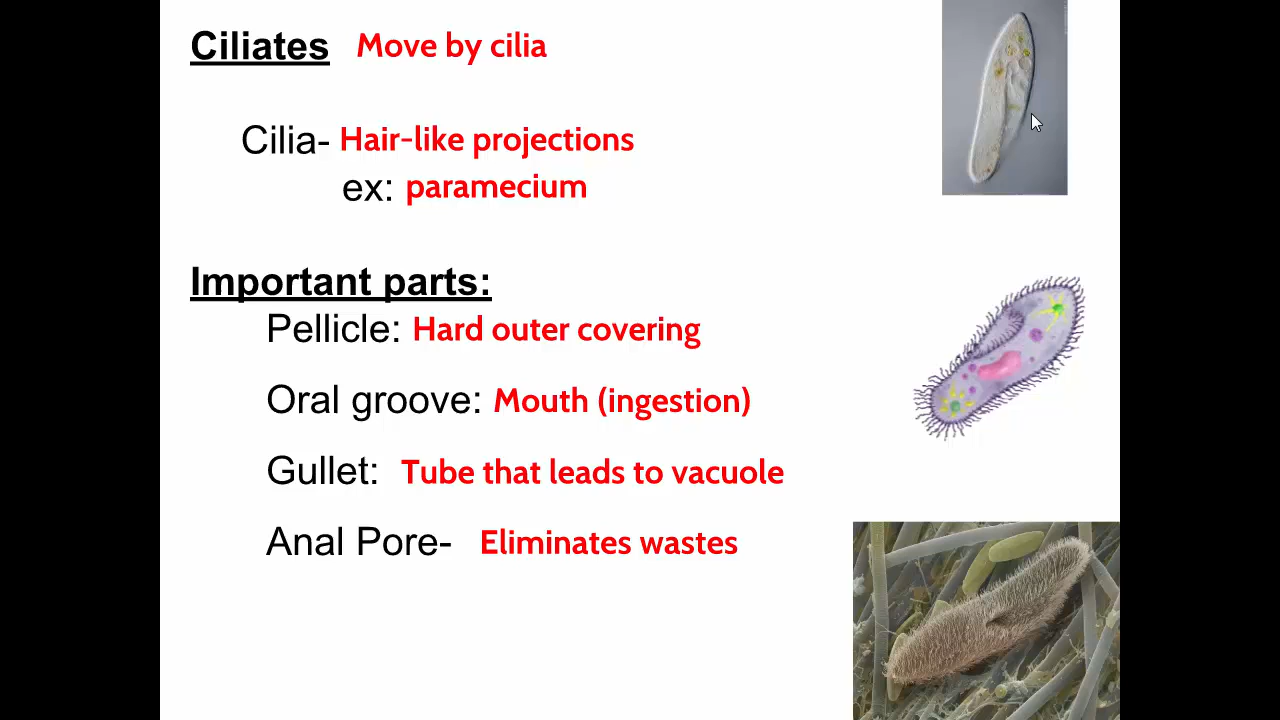 Ciliates Move by cilia
Cilia- Hair-like projections
ex: paramecium
Important parts:
Pellicle: Hard outer covering
Oral groove: Mouth (ingestion)
Gullet: Tube that leads to vacuole
Anal Pore- Eliminates wastes